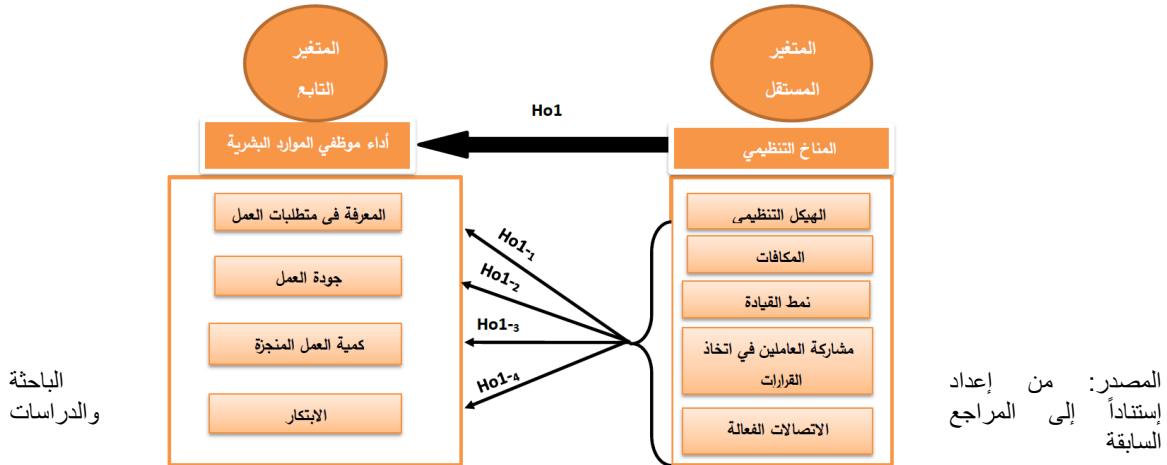 المتغير
المستقل
المتغير
التابع
Ho1
المناخ التنظيمي
أداء موظفي الموارد البشرية
الهيكل التنظيمي
المكافات
نمط القيادة
مشاركة العاملين في اتخاذ
القرارات
الاتصالات الفعالة
Ho1-1
Ho1-2
Ho1-3
Ho1-4
المعرفة فى متطلبات العمل
جودة العمل
كمية العمل المنجزة
الابتكار
المصدر: من إعداد الباحثة
إستناداً إلى المراجع والدراسات
السابقة